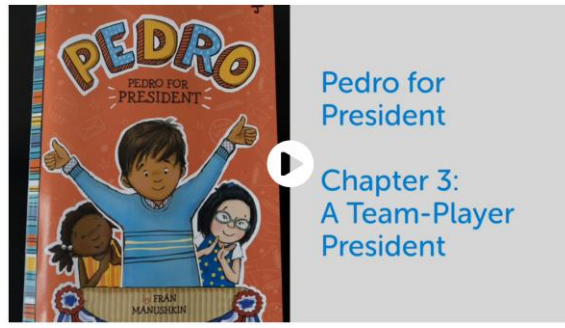 PEDRO
PEDRO FOR
PRESIDENT
by FRAN
MANUSHKIN
Pedro for
President
Chapter 3:
A Team-Player
President